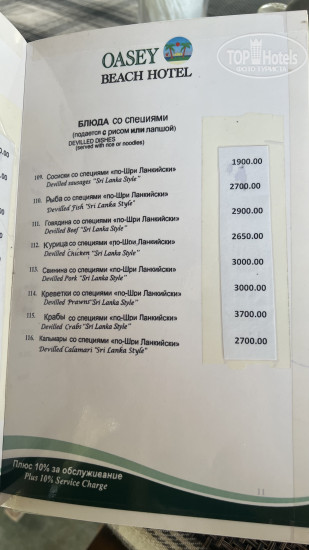 OASEY
BEACH HOTEL
TOPHotels
ФОТО ТУРИСТА
БЛЮДА со специями
(подается с рисом или лапшой)
DEVILLED DISHES
(served with rice or noodles)
109. Сосиски со специями «по-Шри Ланкийски» 1900.00
Devilled sausages "Sri Lanka Style"
110. Рыба со специями «по-Шри Ланкийски» 2700.00
Devilled Fish "Sri Lanka Style"
111. Говядина со специями «по-Шри Ланкийски» 2900.00
Devilled Beef "Sri Lanka Style"
112. Курица со специями «по-Шри Ланкийски» 2650.00
Devilled Chicken "Sri Lanka Style"
113. Свинина со специями «по-Шри Ланкийски» 3000.00
Devilled Pork "Sri Lanka Style"
114. Креветки со специями «по-Шри Ланкийски» 3000.00
Devilled Prawns "Sri Lanka Style"
115. Крабы со специями «по-Шри Ланкийски» 3700.00
Devilled Crabs "Sri Lanka Style"
116. Кальмары со специями «по-Шри Ланкийски» 2700.00
Devilled Calamari "Sri Lanka Style"
Плюс 10% за обслуживание
Plus 10% Service Charge
11